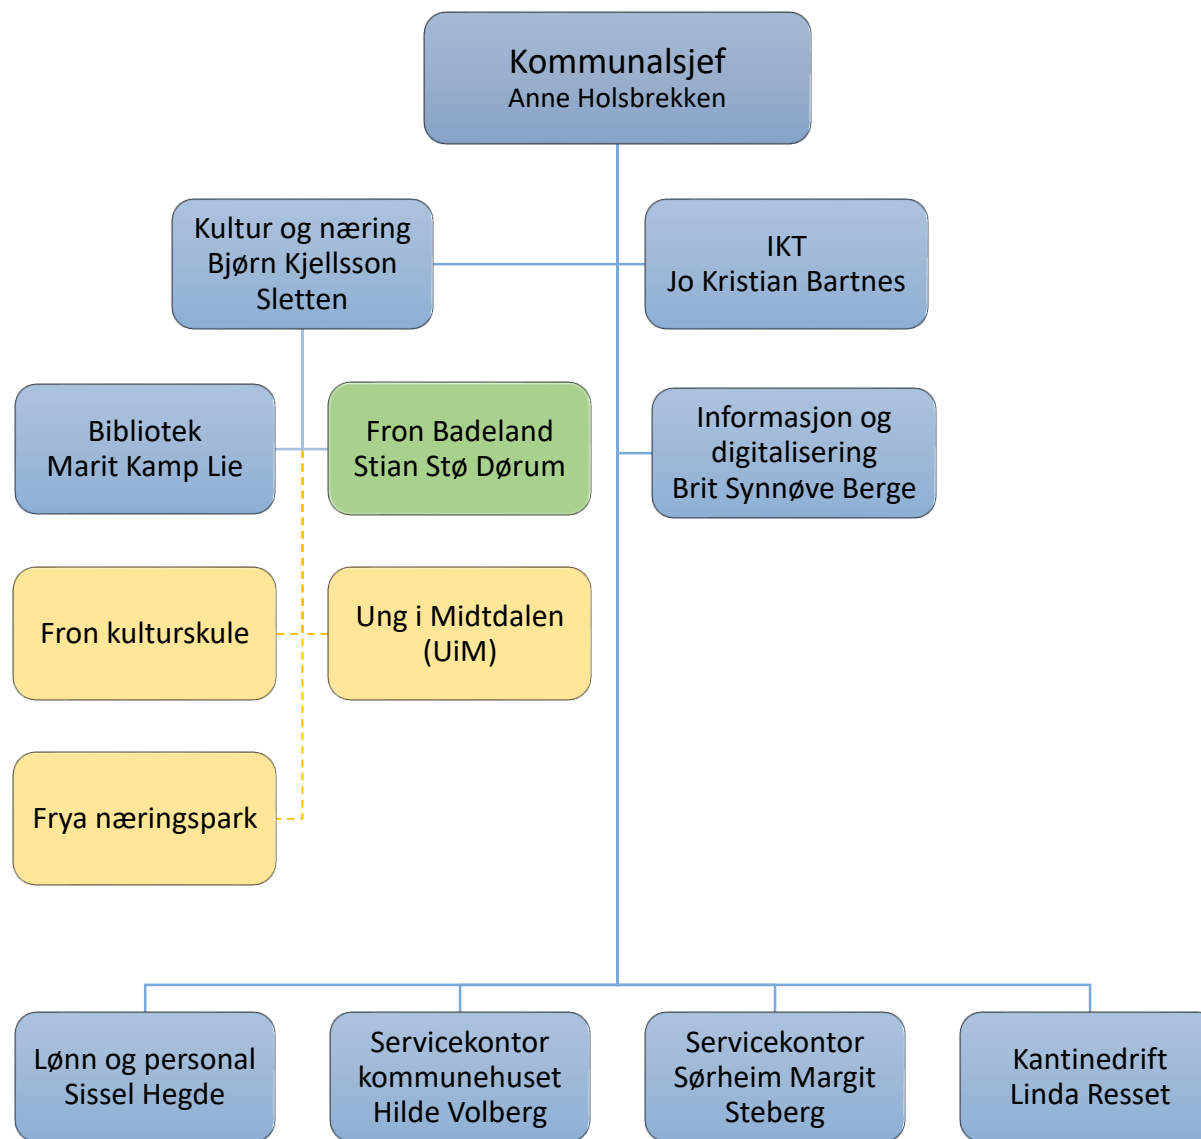 Kommunalsjef
Anne Holsbrekken
Kultur og næring
Bjørn Kjellsson
Sletten
IKT
Jo Kristian Bartnes
Bibliotek
Marit Kamp Lie
Fron Badeland
Stian Stø Dørum
Informasjon og
digitalisering
Brit Synnøve Berge
Fron kulturskule
Ung i Midtdalen
(UiM)
Frya næringspark
Lønn og personal
Sissel Hegde
Servicekontor
kommunehuset
Hilde Volberg
Servicekontor
Sørheim Margit
Steberg
Kantinedrift
Linda Resset